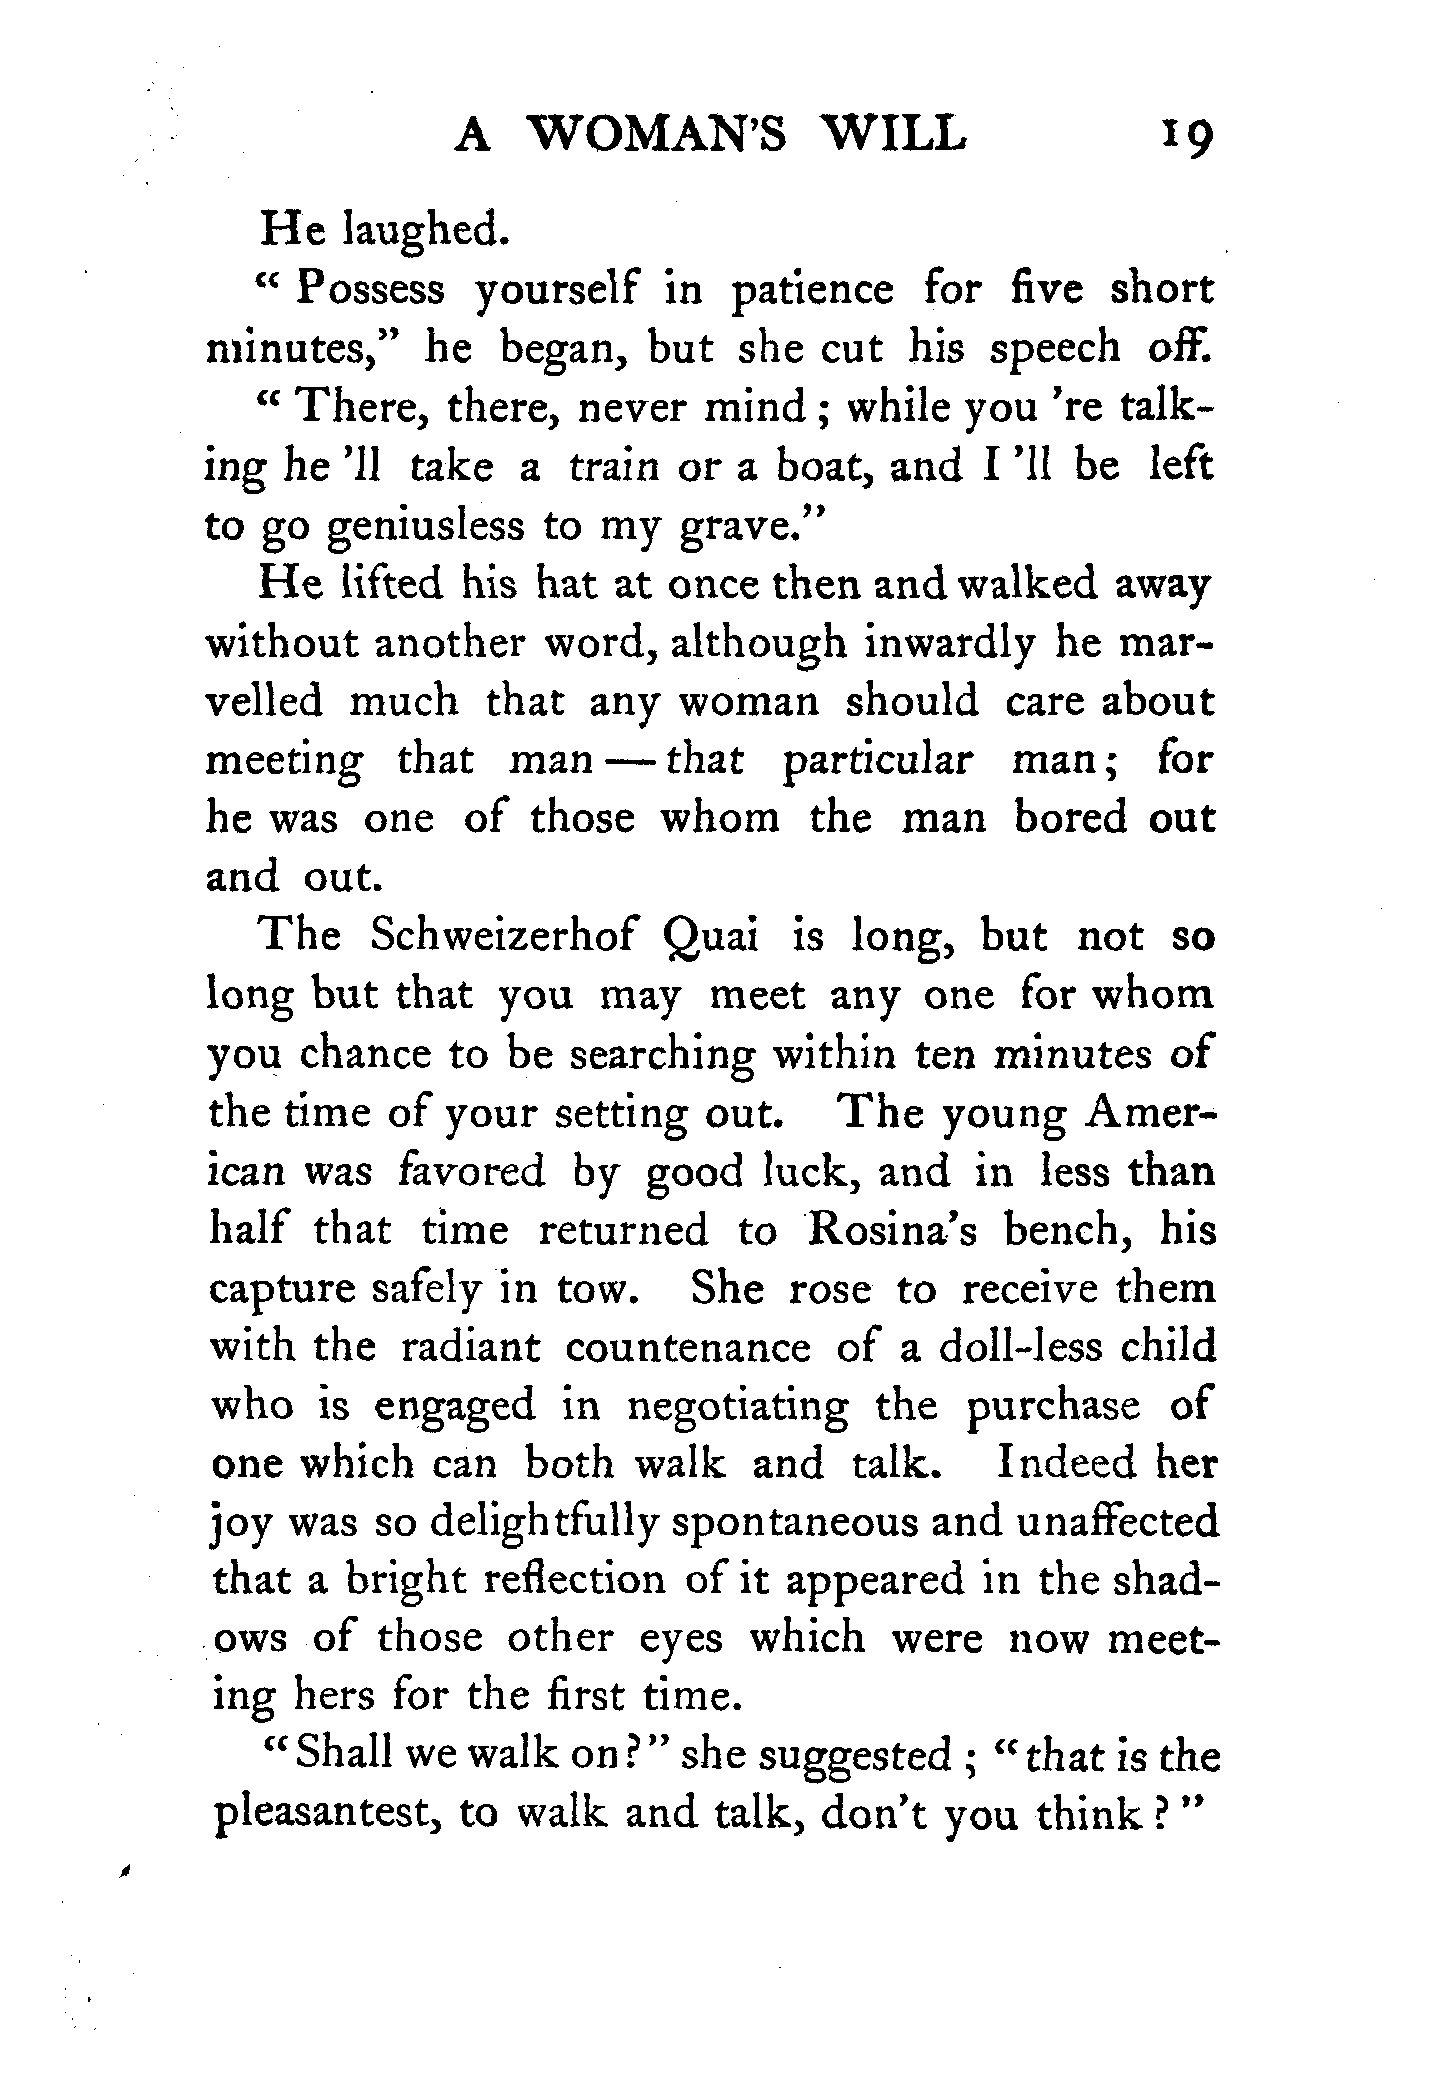 A WOMAN'S WILL 19
He laughed.
“ Possess yourself in patience for five short
minutes,” he began, but she cut his speech off.
“ There, there, never mind ; while you 're talk-
ing he 'll take a train or a boat, and I 'll be left
to go geniusless to my grave.”
He lifted his hat at once then and walked away
without another word, although inwardly he mar-
velled much that any woman should care about
meeting that man — that particular man ; for
he was one of those whom the man bored out
and out.
The Schweizerhof Quai is long, but not so
long but that you may meet any one for whom
you chance to be searching within ten minutes of
the time of your setting out. The young Amer-
ican was favored by good luck, and in less than
half that time returned to Rosina's bench, his
capture safely in tow. She rose to receive them
with the radiant countenance of a doll-less child
who is engaged in negotiating the purchase of
one which can both walk and talk. Indeed her
joy was so delightfully spontaneous and unaffected
that a bright reflection of it appeared in the shad-
ows of those other eyes which were now meet-
ing hers for the first time.
“Shall we walk on?” she suggested ; “that is the
pleasantest, to walk and talk, don't you think ? ”